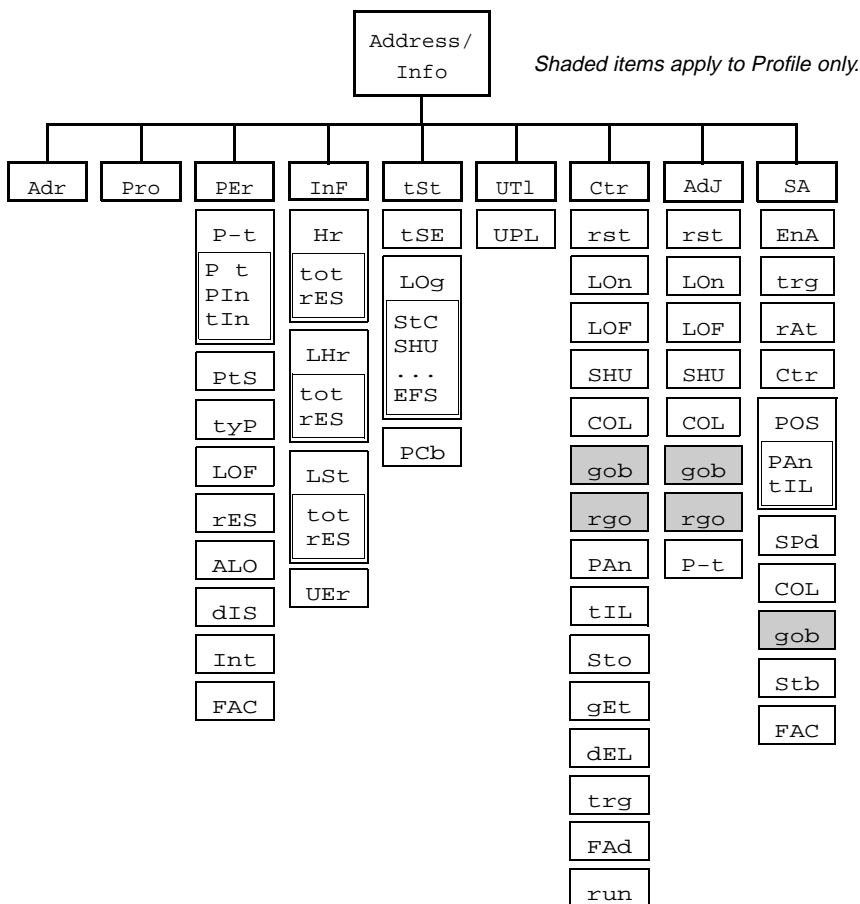 Address/
Info
Shaded items apply to Profile only.
Adr
Pro
PEr
InF
tSt
UTl
Ctr
AdJ
SA
P-t
P t
PIn
tIn
PtS
tyP
LOF
rES
ALO
dIS
Int
FAC
Hr
tot
rES
LHr
tot
rES
LSt
tot
rES
UEr
tSE
LOg
StC
SHU
...
EFS
PCb
UPL
rst
LOn
LOF
SHU
COL
gob
rgo
PAn
tIL
Sto
gEt
dEL
trg
FAd
run
rst
LOn
LOF
SHU
COL
gob
rgo
P-t
EnA
trg
rAt
Ctr
POS
PAn
tIL
SPd
COL
gob
Stb
FAC